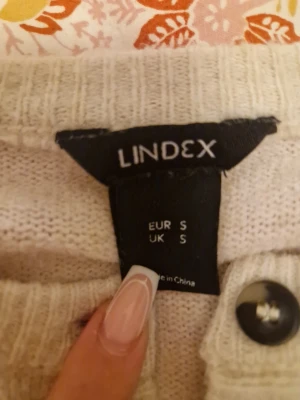 LINDEX
EUR S
UK S
in China